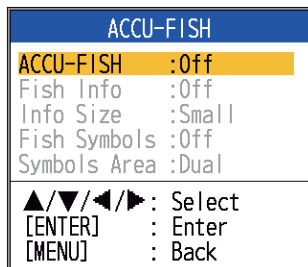 ACCU-FISH
ACCU-FISH :Off
Fish Info :Off
Info Size :Small
Fish Symbols :Off
Symbols Area :Dual
▲/▼/◀/▶: Select
[ENTER] : Enter
[MENU] : Back